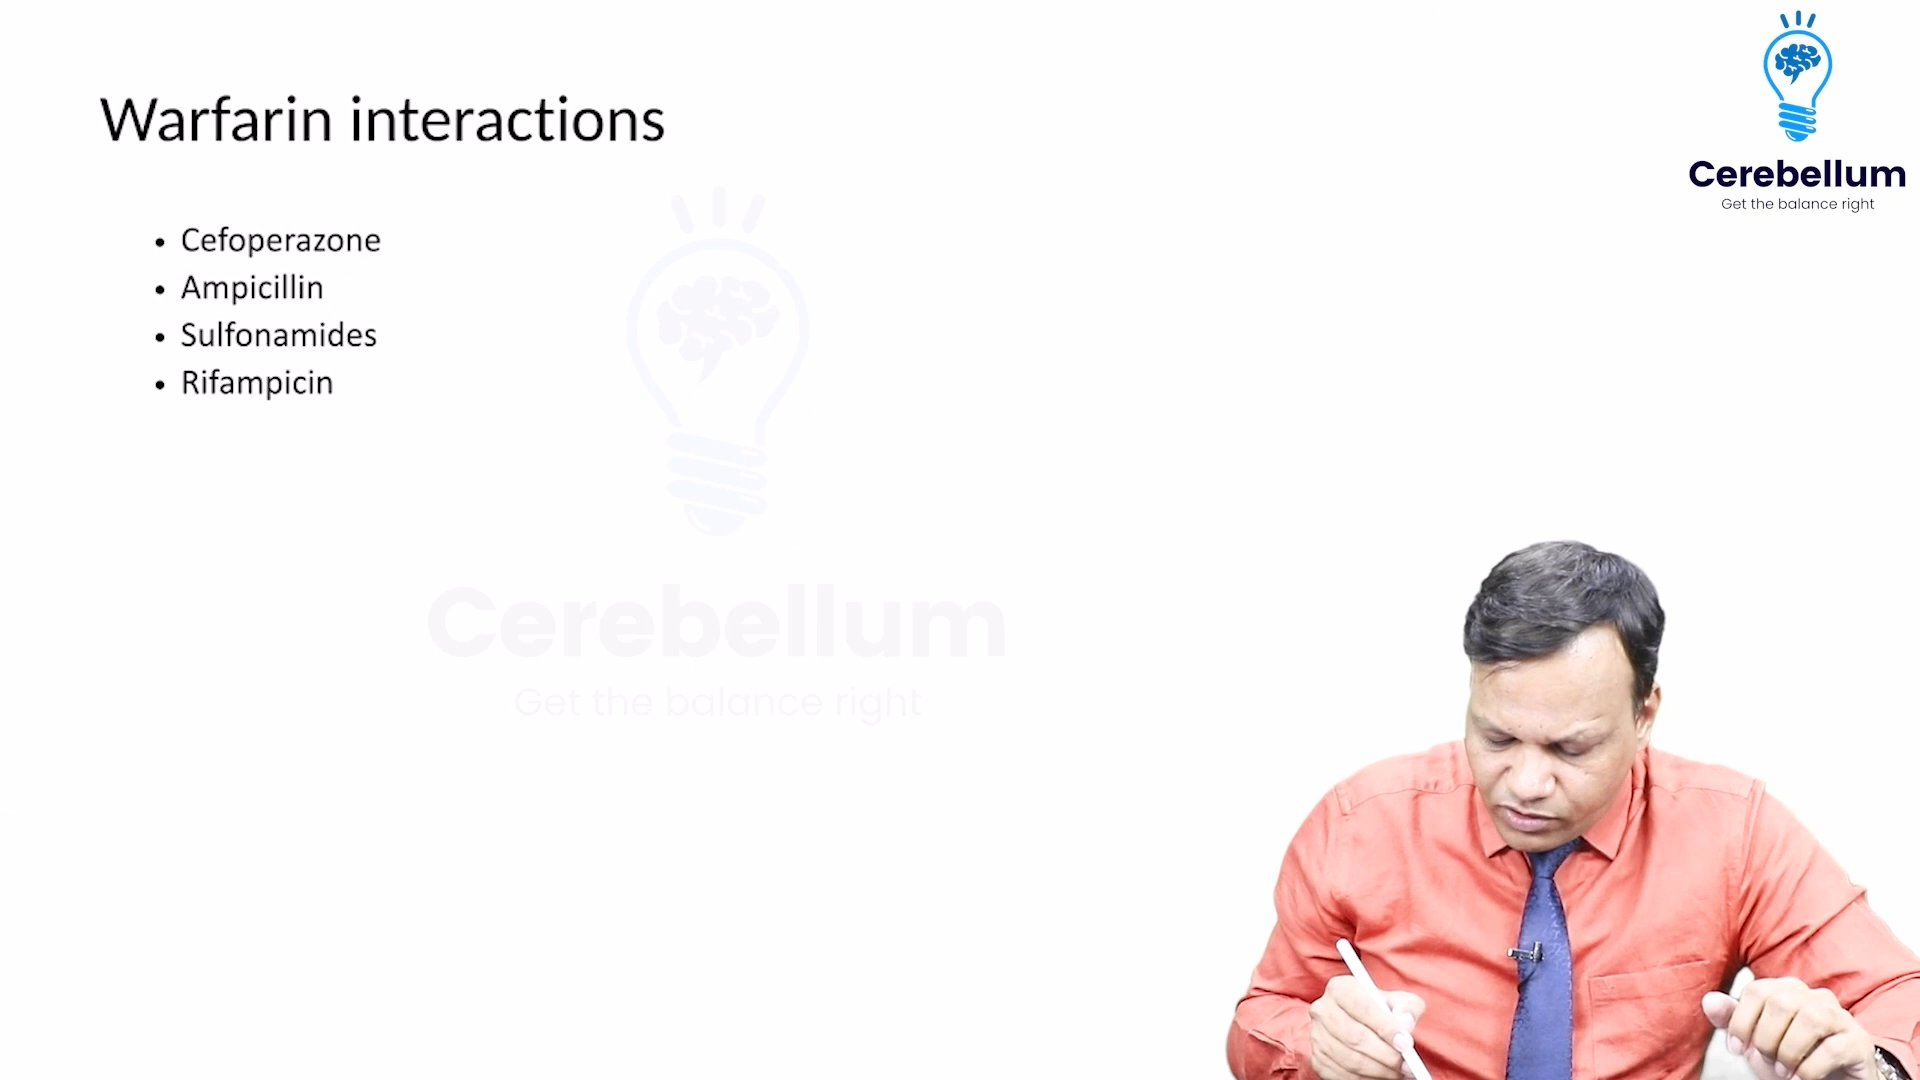 Warfarin interactions
Cerebellum
Get the balance right
• Cefoperazone
• Ampicillin
• Sulfonamides
• Rifampicin
Cerebellum
Get the balance right